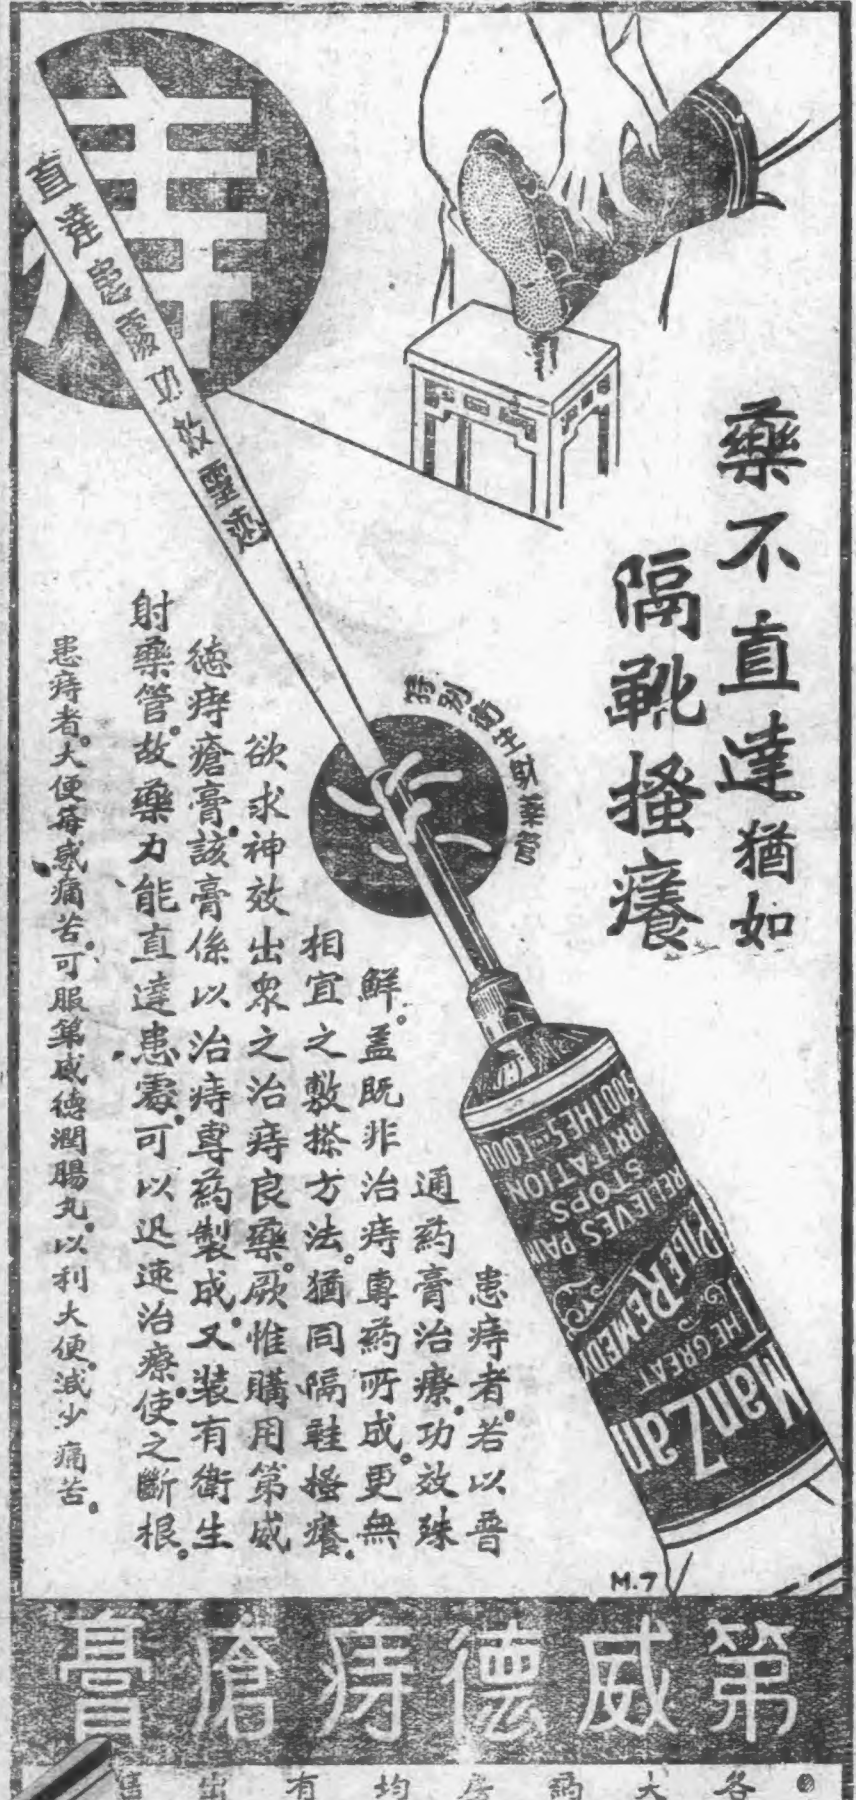 痔
直達患處功效靈速
藥不直達猶如
隔靴搔癢
特別衛生射藥管
患痔者。若以普
通葯膏治療。功效殊
鮮。盖既非治痔專葯所成。更無
相宜之敷搽方法。猶同隔鞋搔癢。
欲求神效出衆之治痔良藥。厥惟購用第威
德痔瘡膏。該膏係以治痔專葯製成。又裝有衛生
射藥管。故藥力能直達患處。可以迅速治療。使之斷根。
患痔者。大便每感痛苦。可服第威德潤腸丸。以利大便。減少痛苦。
ManZan
THE GREAT
PILE REMEDY
RELIEVES PAIN
STOPS
IRRITATION
SOOTHES-COOL
M.7
第威德痔瘡膏
各大葯房均有出售